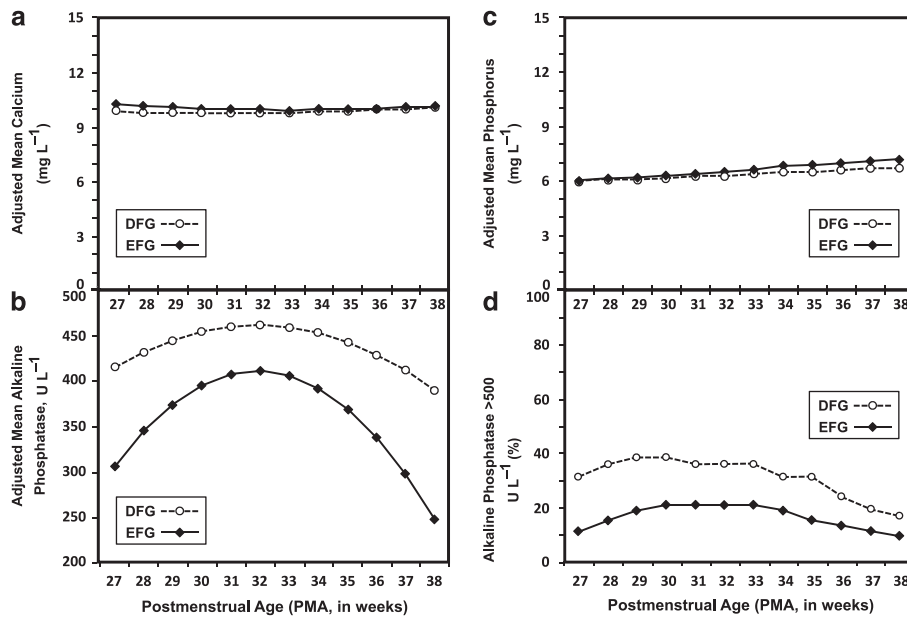 a
Adjusted Mean Calcium
(mg L⁻¹)
15
12
9
6
3
0
DFG
EFG
27 28 29 30 31 32 33 34 35 36 37 38
c
Adjusted Mean Phosphorus
(mg L⁻¹)
15
12
9
6
3
0
DFG
EFG
27 28 29 30 31 32 33 34 35 36 37 38
b
Adjusted Mean Alkaline
Phosphatase, U L⁻¹
500
450
400
350
300
250
200
DFG
EFG
27 28 29 30 31 32 33 34 35 36 37 38
Postmenstrual Age (PMA, in weeks)
d
Alkaline Phosphatase >500
U L⁻¹ (%)
100
80
60
40
20
0
DFG
EFG
27 28 29 30 31 32 33 34 35 36 37 38
Postmenstrual Age (PMA, in weeks)